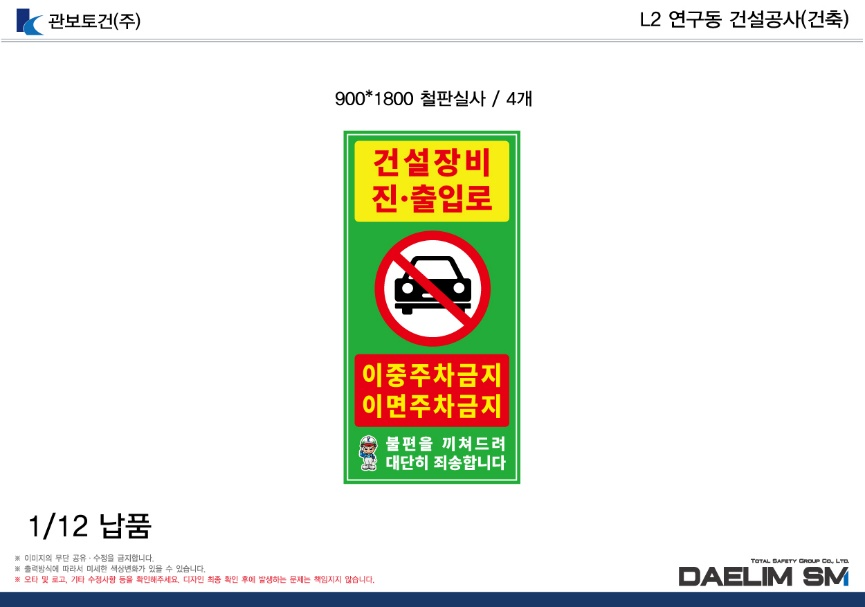 관보토건(주)
L2 연구동 건설공사(건축)
900*1800 철판실사 / 4개
건설장비
진·출입로
이중주차금지
이면주차금지
불편을 끼쳐드려
대단히 죄송합니다
1/12 납품
※ 이미지의 무단 공유·수정을 금지합니다.
※ 출력방식에 따라서 미세한 색상변화가 있을 수 있습니다.
※ 오타 및 로고, 기타 수정사항 등을 확인해주세요. 디자인 최종 확인 후에 발생하는 문제는 책임지지 않습니다.
TOTAL SAFETY GROUP CO., LTD.
DAELIM SM